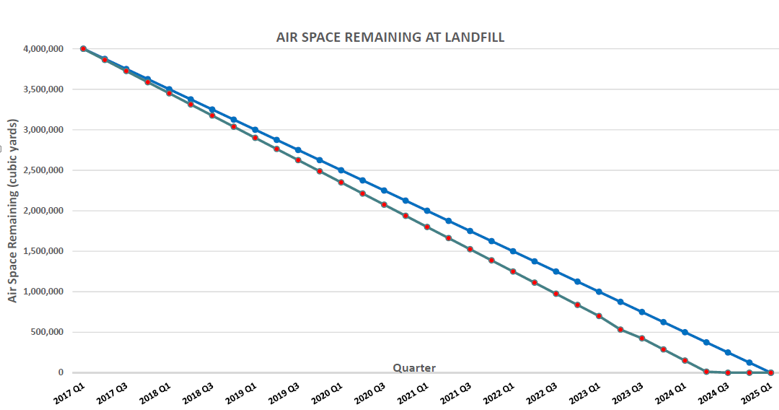 AIR SPACE REMAINING AT LANDFILL
Air Space Remaining (cubic yards)
4,000,000
3,500,000
3,000,000
2,500,000
2,000,000
1,500,000
1,000,000
500,000
0
Quarter
2017 Q1
2017 Q3
2018 Q1
2018 Q3
2019 Q1
2019 Q3
2020 Q1
2020 Q3
2021 Q1
2021 Q3
2022 Q1
2022 Q3
2023 Q1
2023 Q3
2024 Q1
2024 Q3
2025 Q1